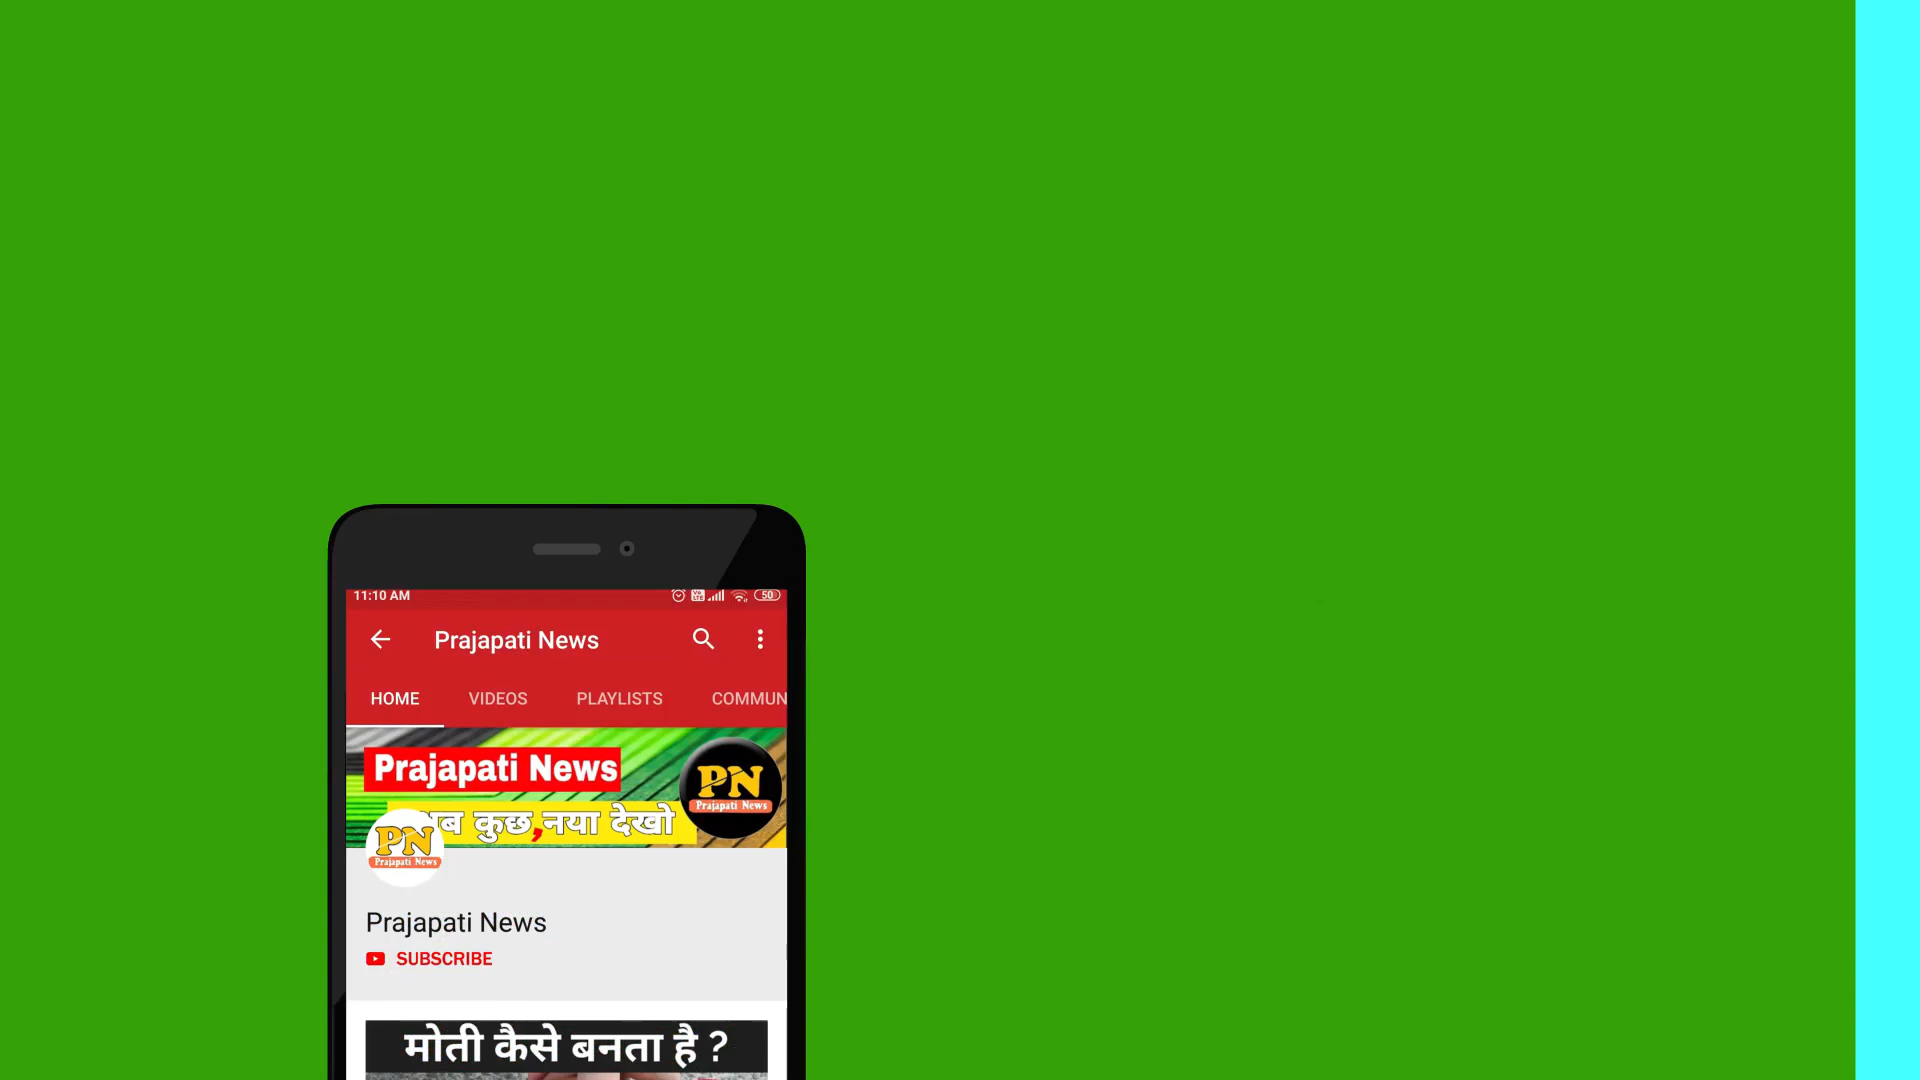 11:10 AM
50
Prajapati News
HOME VIDEOS PLAYLISTS COMMUN
Prajapati News
PN
Prajapati News
कुछ,नया देखो
PN
Prajapati News
Prajapati News
SUBSCRIBE
मोती कैसे बनता है ?